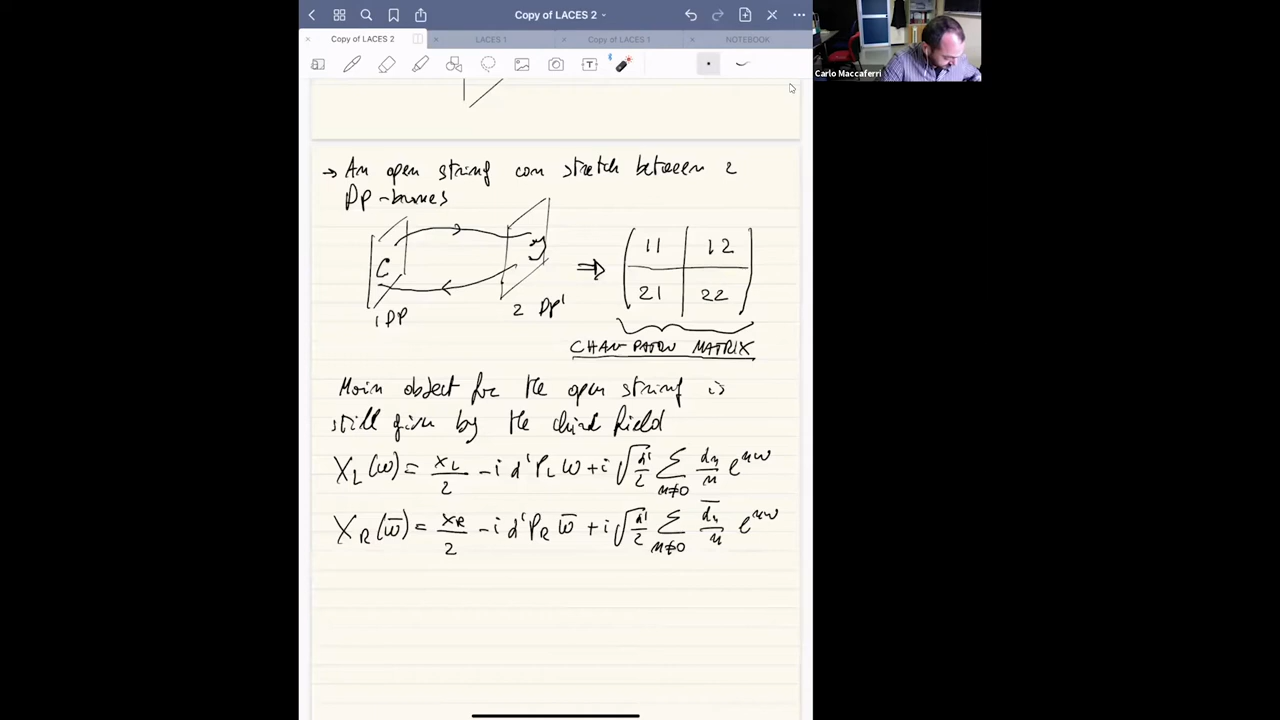 Copy of LACES 2
Copy of LACES 2
LACES 1
Copy of LACES 1
NOTEBOOK
Carlo Maccaferri
→ An open string can stretch between 2
Dp-branes
1 Dp
2 Dp'
⇒ ( 11 | 12
21 | 22 )
CHAN-PATON MATRIX
Main object for the open string is
still given by the chiral field
X_L(ω) = x_L/2 - i α' P_L ω + i √(α'/2) Σ_{n≠0} α_n/n e^{nω}
X_R(ω̄) = x_R/2 - i α' P_R ω̄ + i √(α'/2) Σ_{n≠0} ᾱ_n/n e^{nω}